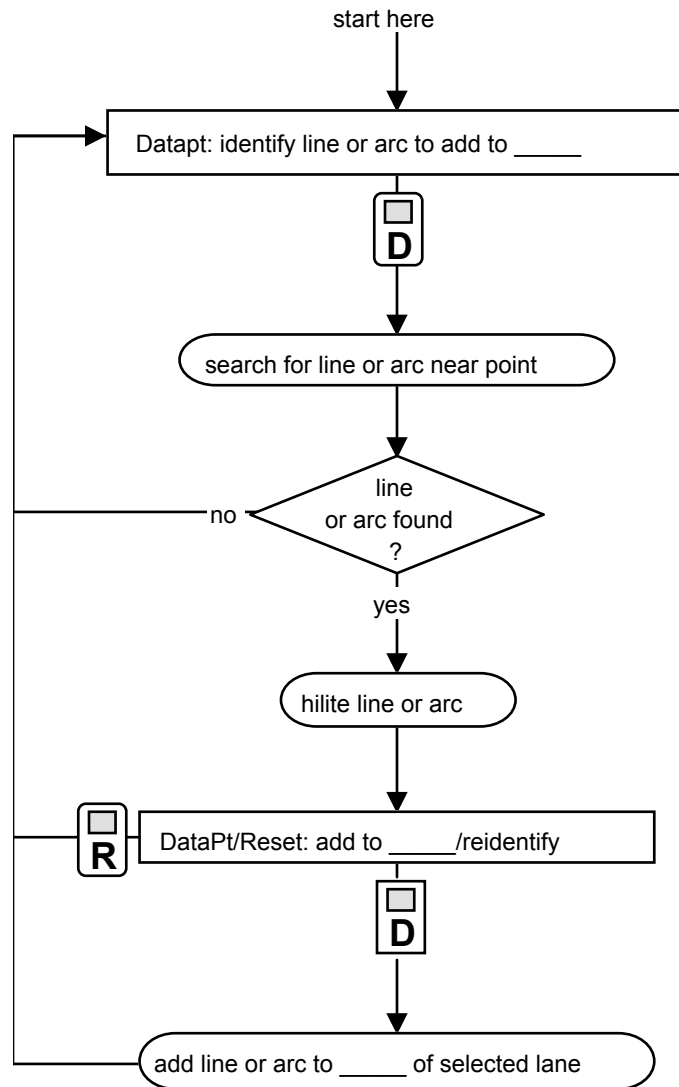 start here
Datapt: identify line or arc to add to _____
D
search for line or arc near point
line
or arc found
?
no
yes
hilite line or arc
R
DataPt/Reset: add to _____/reidentify
D
add line or arc to _____ of selected lane